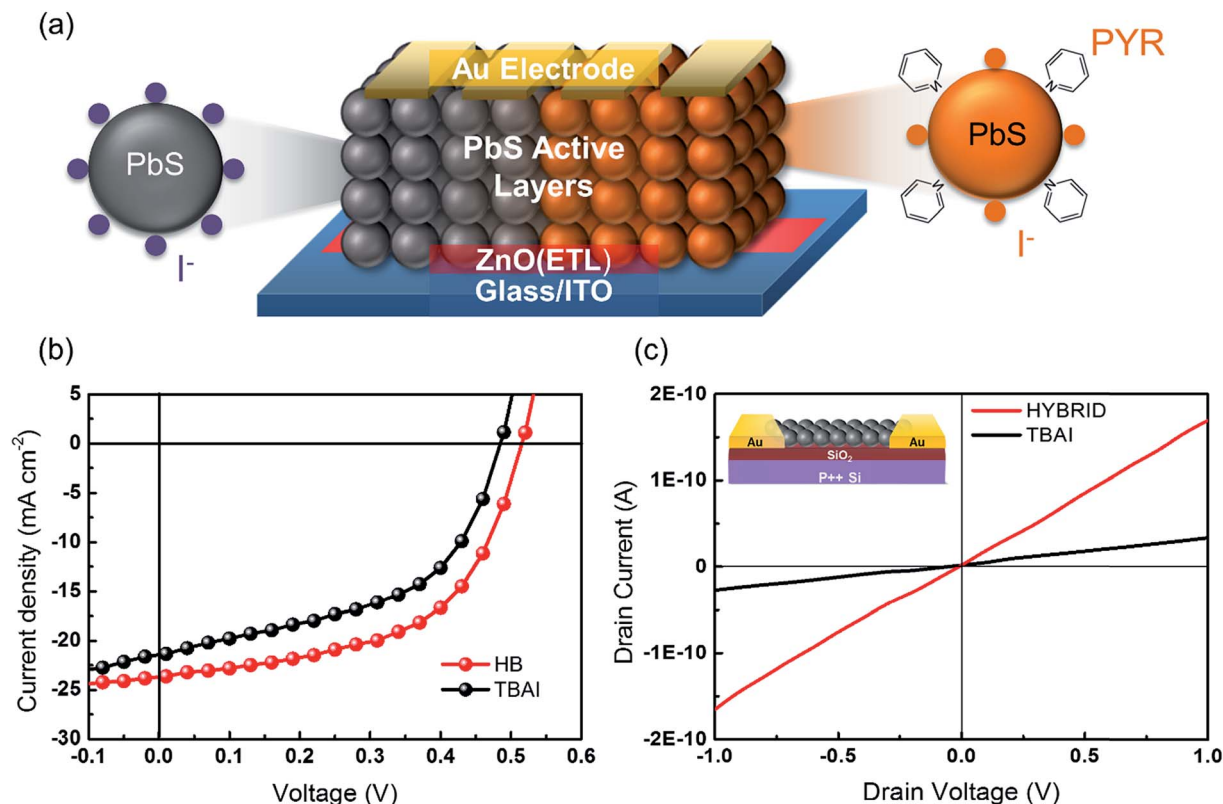 (a)
PYR
Au Electrode
PbS
PbS Active
Layers
PbS
N
N
N
N
I-
I-
ZnO(ETL)
Glass/ITO
(b)
(c)
5
0
-5
-10
-15
-20
-25
-30
Current density (mA cm-2)
HB
TBAI
-0.1 0.0 0.1 0.2 0.3 0.4 0.5 0.6
Voltage (V)
2E-10
1E-10
0
-1E-10
-2E-10
Drain Current (A)
HYBRID
TBAI
Au
Au
SiO2
P++ Si
-1.0 -0.5 0.0 0.5 1.0
Drain Voltage (V)